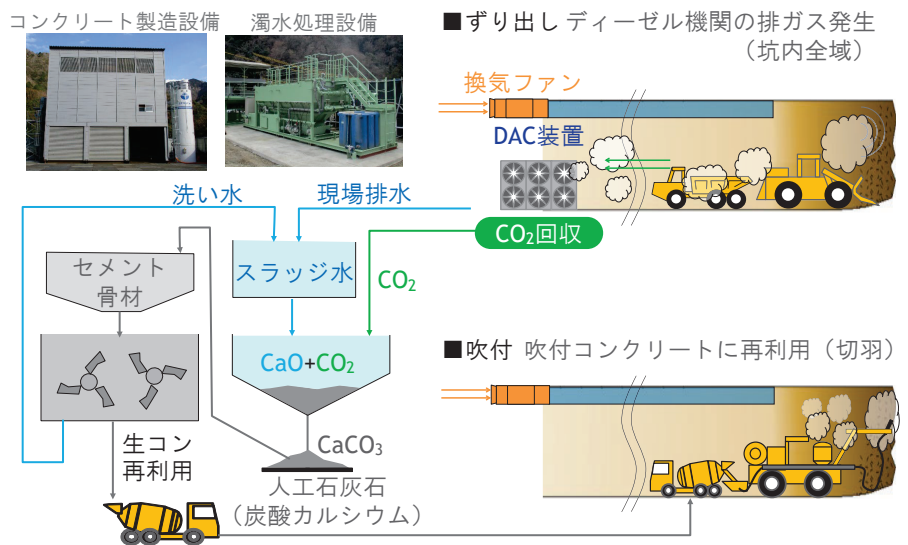 コンクリート製造設備
濁水処理設備
■ずり出し ディーゼル機関の排ガス発生
（坑内全域）
換気ファン
DAC装置
CO₂回収
洗い水
現場排水
セメント
骨材
スラッジ水
CO₂
CaO+CO₂
CaCO₃
人工石灰石
（炭酸カルシウム）
生コン
再利用
■吹付 吹付コンクリートに再利用（切羽）